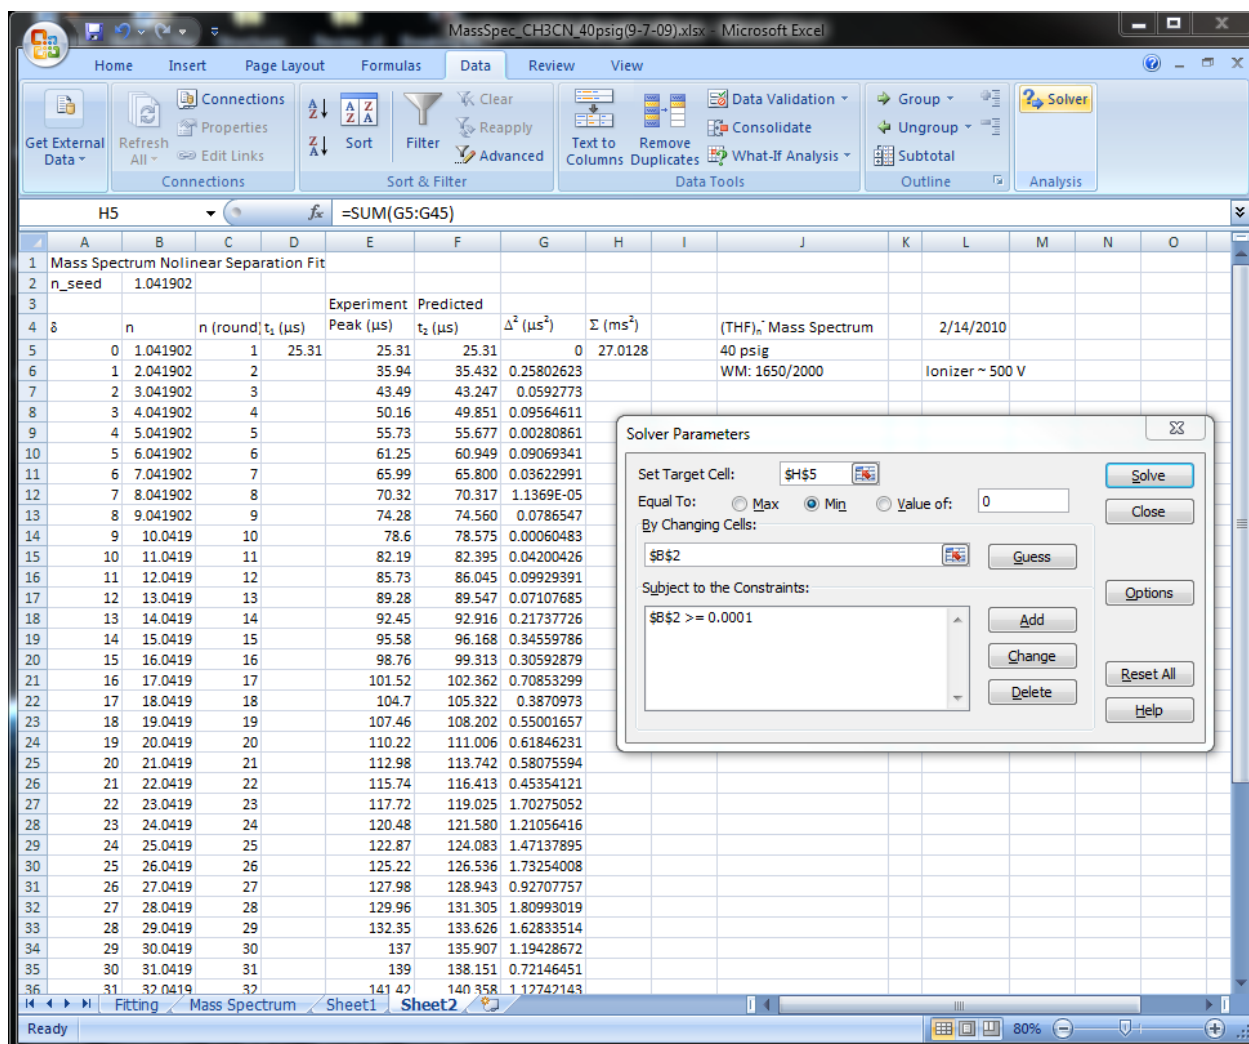 MassSpec_CH3CN_40psig(9-7-09).xlsx - Microsoft Excel
Home Insert Page Layout Formulas Data Review View
Get External Data
Refresh All
Connections
Properties
Edit Links
Connections
Sort
Filter
Clear
Reapply
Advanced
Sort & Filter
Text to Columns
Remove Duplicates
Data Validation
Consolidate
What-If Analysis
Data Tools
Group
Ungroup
Subtotal
Outline
Solver
Analysis
H5 fx =SUM(G5:G45)
A B C D E F G H I J K L M N O
1 Mass Spectrum Nolinear Separation Fit
2 n_seed 1.041902
3 Experiment Predicted
4 δ n n (round) t₁ (µs) Peak (µs) t₂ (µs) Δ² (µs²) Σ (ms²) (THF)ₙ⁻ Mass Spectrum 2/14/2010
5 0 1.041902 1 25.31 25.31 25.31 0 27.0128 40 psig
6 1 2.041902 2 35.94 35.432 0.25802623 WM: 1650/2000 Ionizer ~ 500 V
7 2 3.041902 3 43.49 43.247 0.0592773
8 3 4.041902 4 50.16 49.851 0.09564611
9 4 5.041902 5 55.73 55.677 0.00280861
10 5 6.041902 6 61.25 60.949 0.09069341
11 6 7.041902 7 65.99 65.800 0.03622991
12 7 8.041902 8 70.32 70.317 1.1369E-05
13 8 9.041902 9 74.28 74.560 0.0786547
14 9 10.0419 10 78.6 78.575 0.00060483
15 10 11.0419 11 82.19 82.395 0.04200426
16 11 12.0419 12 85.73 86.045 0.09929391
17 12 13.0419 13 89.28 89.547 0.07107685
18 13 14.0419 14 92.45 92.916 0.21737726
19 14 15.0419 15 95.58 96.168 0.34559786
20 15 16.0419 16 98.76 99.313 0.30592879
21 16 17.0419 17 101.52 102.362 0.70853299
22 17 18.0419 18 104.7 105.322 0.3870973
23 18 19.0419 19 107.46 108.202 0.55001657
24 19 20.0419 20 110.22 111.006 0.61846231
25 20 21.0419 21 112.98 113.742 0.58075594
26 21 22.0419 22 115.74 116.413 0.45354121
27 22 23.0419 23 117.72 119.025 1.70275052
28 23 24.0419 24 120.48 121.580 1.21056416
29 24 25.0419 25 122.87 124.083 1.47137895
30 25 26.0419 26 125.22 126.536 1.73254008
31 26 27.0419 27 127.98 128.943 0.92707757
32 27 28.0419 28 129.96 131.305 1.80993019
33 28 29.0419 29 132.35 133.626 1.62833514
34 29 30.0419 30 137 135.907 1.19428672
35 30 31.0419 31 139 138.151 0.72146451
36 31 32.0419 32 141.42 140.358 1.12742143
Solver Parameters
Set Target Cell: $H$5
Solve
Equal To: Max Min Value of: 0
Close
By Changing Cells:
$B$2
Guess
Subject to the Constraints:
Options
$B$2 >= 0.0001
Add
Change
Reset All
Delete
Help
Fitting Mass Spectrum Sheet1 Sheet2
Ready 80%